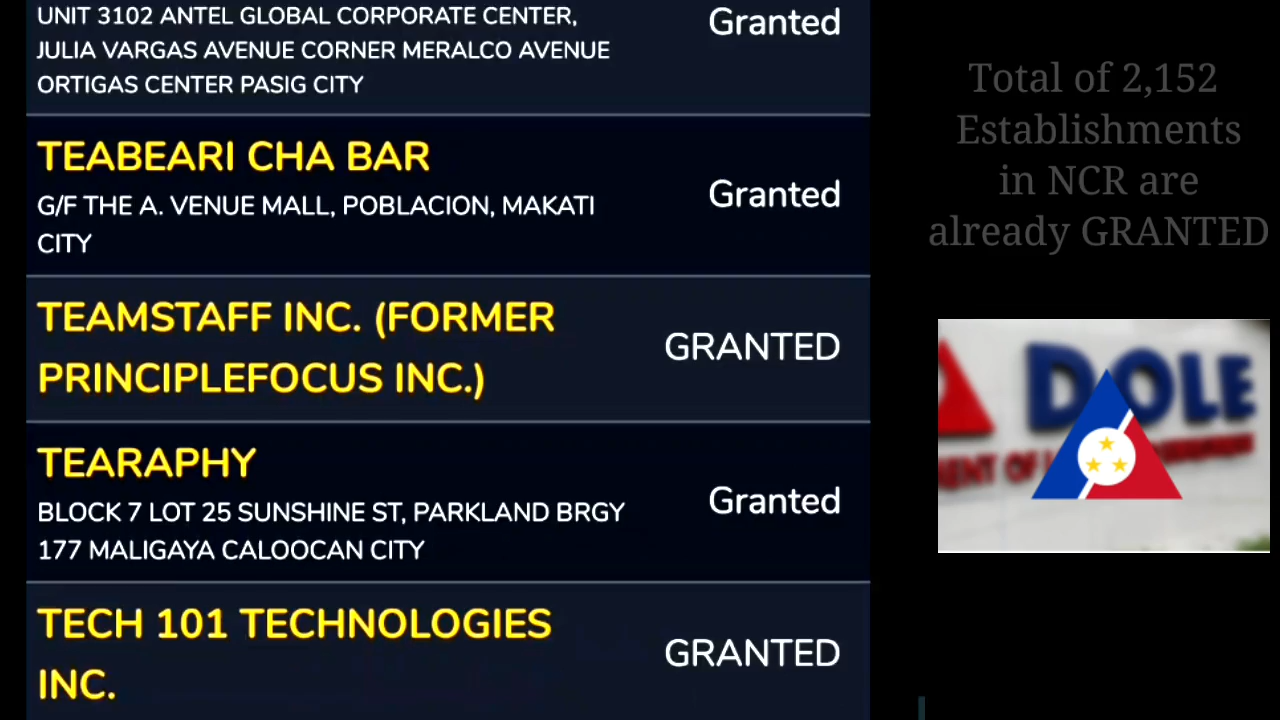 UNIT 3102 ANTEL GLOBAL CORPORATE CENTER,
JULIA VARGAS AVENUE CORNER MERALCO AVENUE
ORTIGAS CENTER PASIG CITY
Granted
TEABEARI CHA BAR
G/F THE A. VENUE MALL, POBLACION, MAKATI
CITY
Granted
TEAMSTAFF INC. (FORMER
PRINCIPLEFOCUS INC.)
GRANTED
TEARAPHY
BLOCK 7 LOT 25 SUNSHINE ST, PARKLAND BRGY
177 MALIGAYA CALOOCAN CITY
Granted
TECH 101 TECHNOLOGIES
INC.
GRANTED
Total of 2,152
Establishments
in NCR are
already GRANTED
DOLE